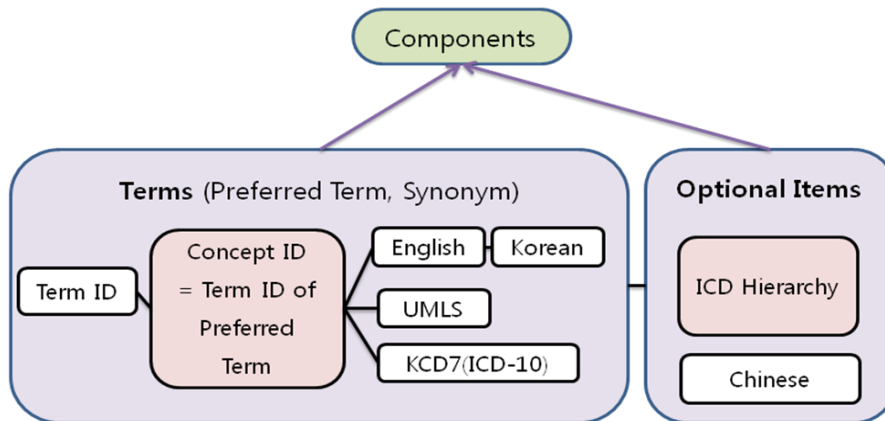 Components
Terms (Preferred Term, Synonym)
Term ID
Concept ID
= Term ID of
Preferred
Term
English
Korean
UMLS
KCD7(ICD-10)
Optional Items
ICD Hierarchy
Chinese